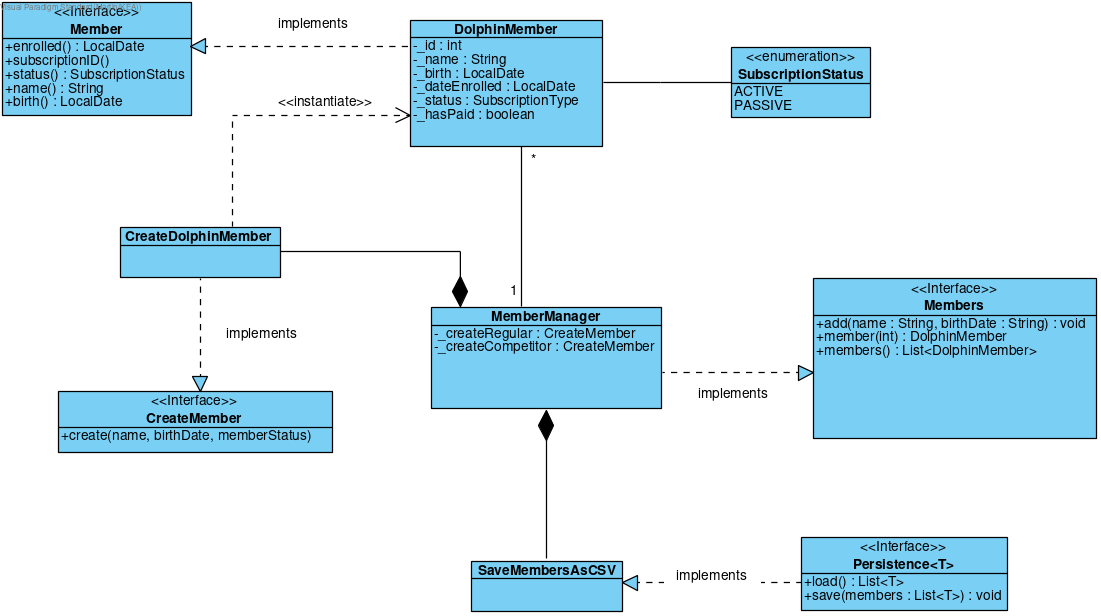 <<Interface>>
Member
+enrolled() : LocalDate
+subscriptionID()
+status() : SubscriptionStatus
+name() : String
+birth() : LocalDate
implements
DolphinMember
-_id : int
-_name : String
-_birth : LocalDate
-_dateEnrolled : LocalDate
-_status : SubscriptionType
-_hasPaid : boolean
<<enumeration>>
SubscriptionStatus
ACTIVE
PASSIVE
<<instantiate>>
*
CreateDolphinMember
1
MemberManager
-_createRegular : CreateMember
-_createCompetitor : CreateMember
<<Interface>>
Members
+add(name : String, birthDate : String) : void
+member(int) : DolphinMember
+members() : List<DolphinMember>
implements
implements
<<Interface>>
CreateMember
+create(name, birthDate, memberStatus)
SaveMembersAsCSV
implements
<<Interface>>
Persistence<T>
+load() : List<T>
+save(members : List<T>) : void